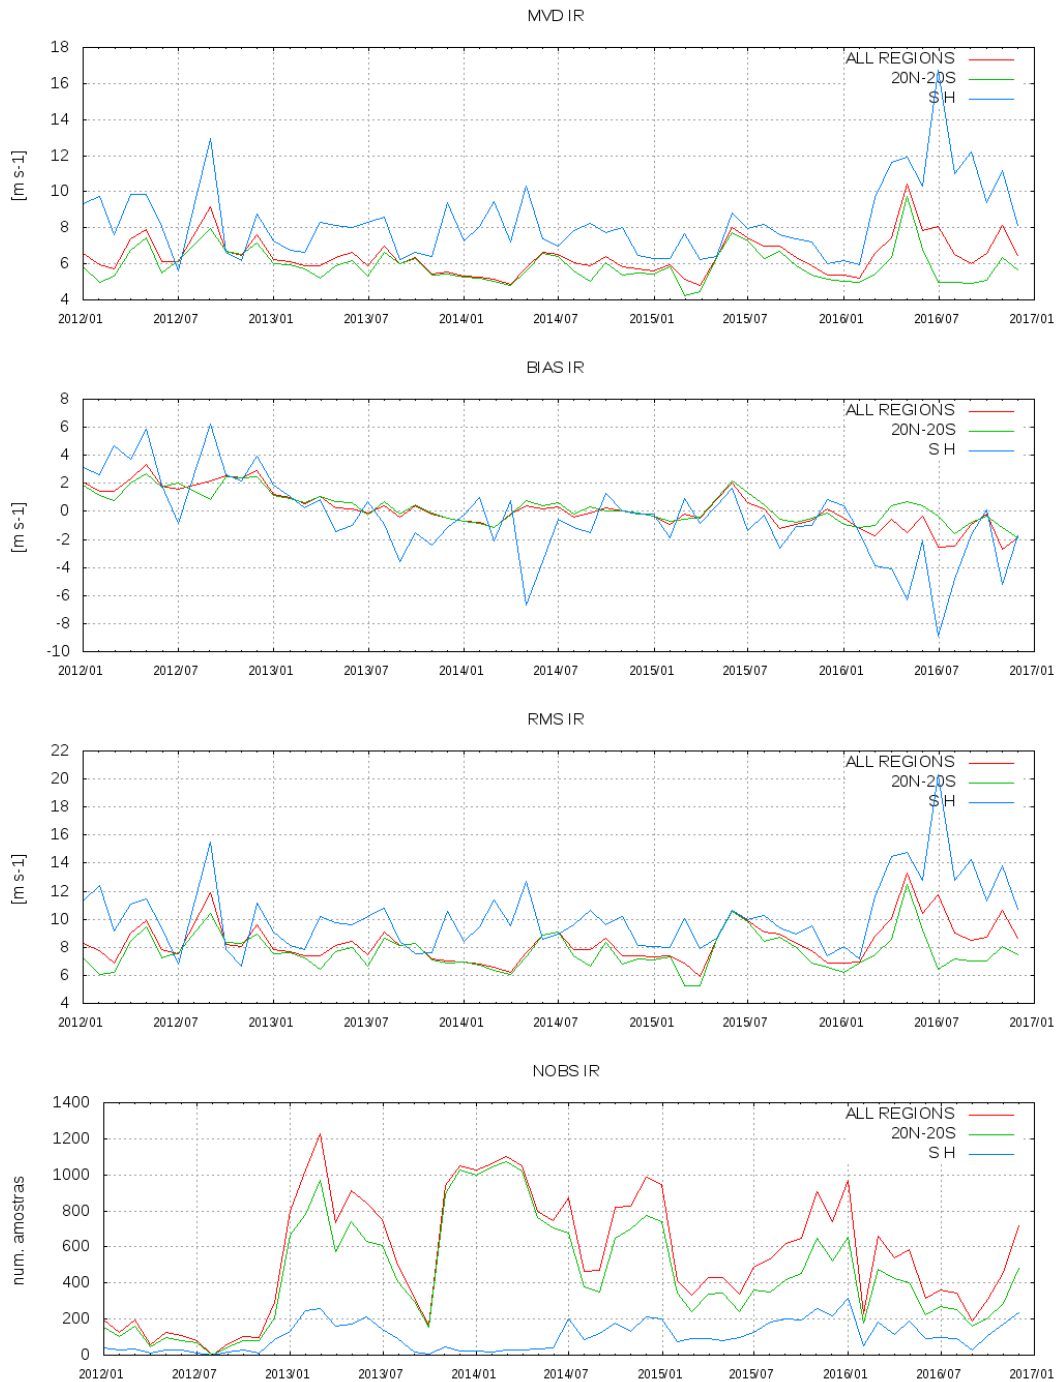 MVD IR
18
16
14
12
10
8
6
4
[m s-1]
ALL REGIONS
20N-20S
S H
2012/01 2012/07 2013/01 2013/07 2014/01 2014/07 2015/01 2015/07 2016/01 2016/07 2017/01
BIAS IR
8
6
4
2
0
-2
-4
-6
-8
-10
[m s-1]
ALL REGIONS
20N-20S
S H
2012/01 2012/07 2013/01 2013/07 2014/01 2014/07 2015/01 2015/07 2016/01 2016/07 2017/01
RMS IR
22
20
18
16
14
12
10
8
6
4
[m s-1]
ALL REGIONS
20N-20S
S H
2012/01 2012/07 2013/01 2013/07 2014/01 2014/07 2015/01 2015/07 2016/01 2016/07 2017/01
NOBS IR
1400
1200
1000
800
600
400
200
0
num. amostras
ALL REGIONS
20N-20S
S H
2012/01 2012/07 2013/01 2013/07 2014/01 2014/07 2015/01 2015/07 2016/01 2016/07 2017/01